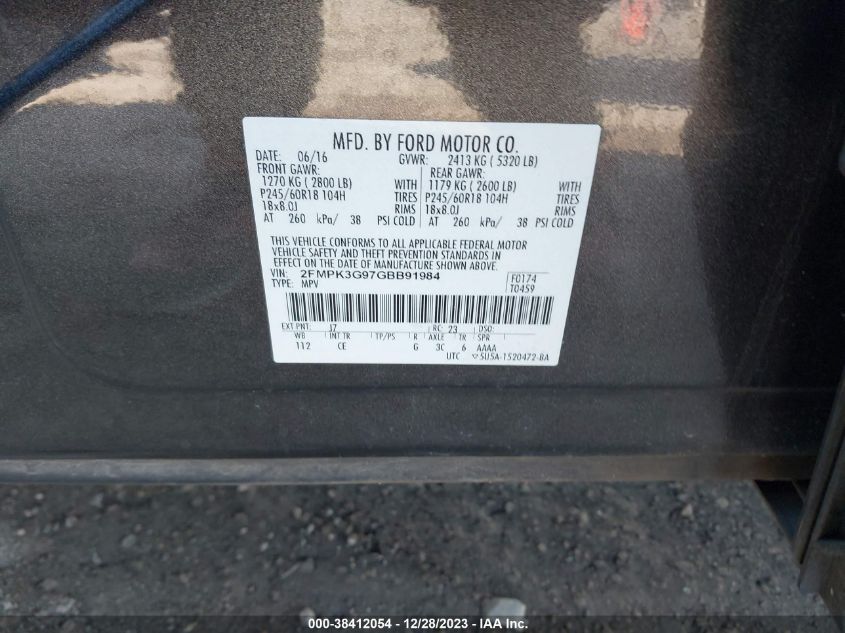 MFD. BY FORD MOTOR CO.
DATE: 06/16 GVWR: 2413 KG ( 5320 LB)
FRONT GAWR: REAR GAWR:
1270 KG ( 2800 LB) WITH 1179 KG ( 2600 LB) WITH
P245/60R18 104H TIRES P245/60R18 104H TIRES
18x8.0J RIMS 18x8.0J RIMS
AT 260 kPa/ 38 PSI COLD AT 260 kPa/ 38 PSI COLD
THIS VEHICLE CONFORMS TO ALL APPLICABLE FEDERAL MOTOR
VEHICLE SAFETY AND THEFT PREVENTION STANDARDS IN
EFFECT ON THE DATE OF MANUFACTURE SHOWN ABOVE.
VIN: 2FMPK3G97GBB91984 F0174
TYPE: MPV T0459
EXT PNT: J7 RC: 23 DSO:
WB INT TR TP/PS R AXLE TR SPR
112 CE G 3C 6 AAAA
UTC ▽5U5A-1520472-BA
000-38412054 - 12/28/2023 - USA - IAAI.COM